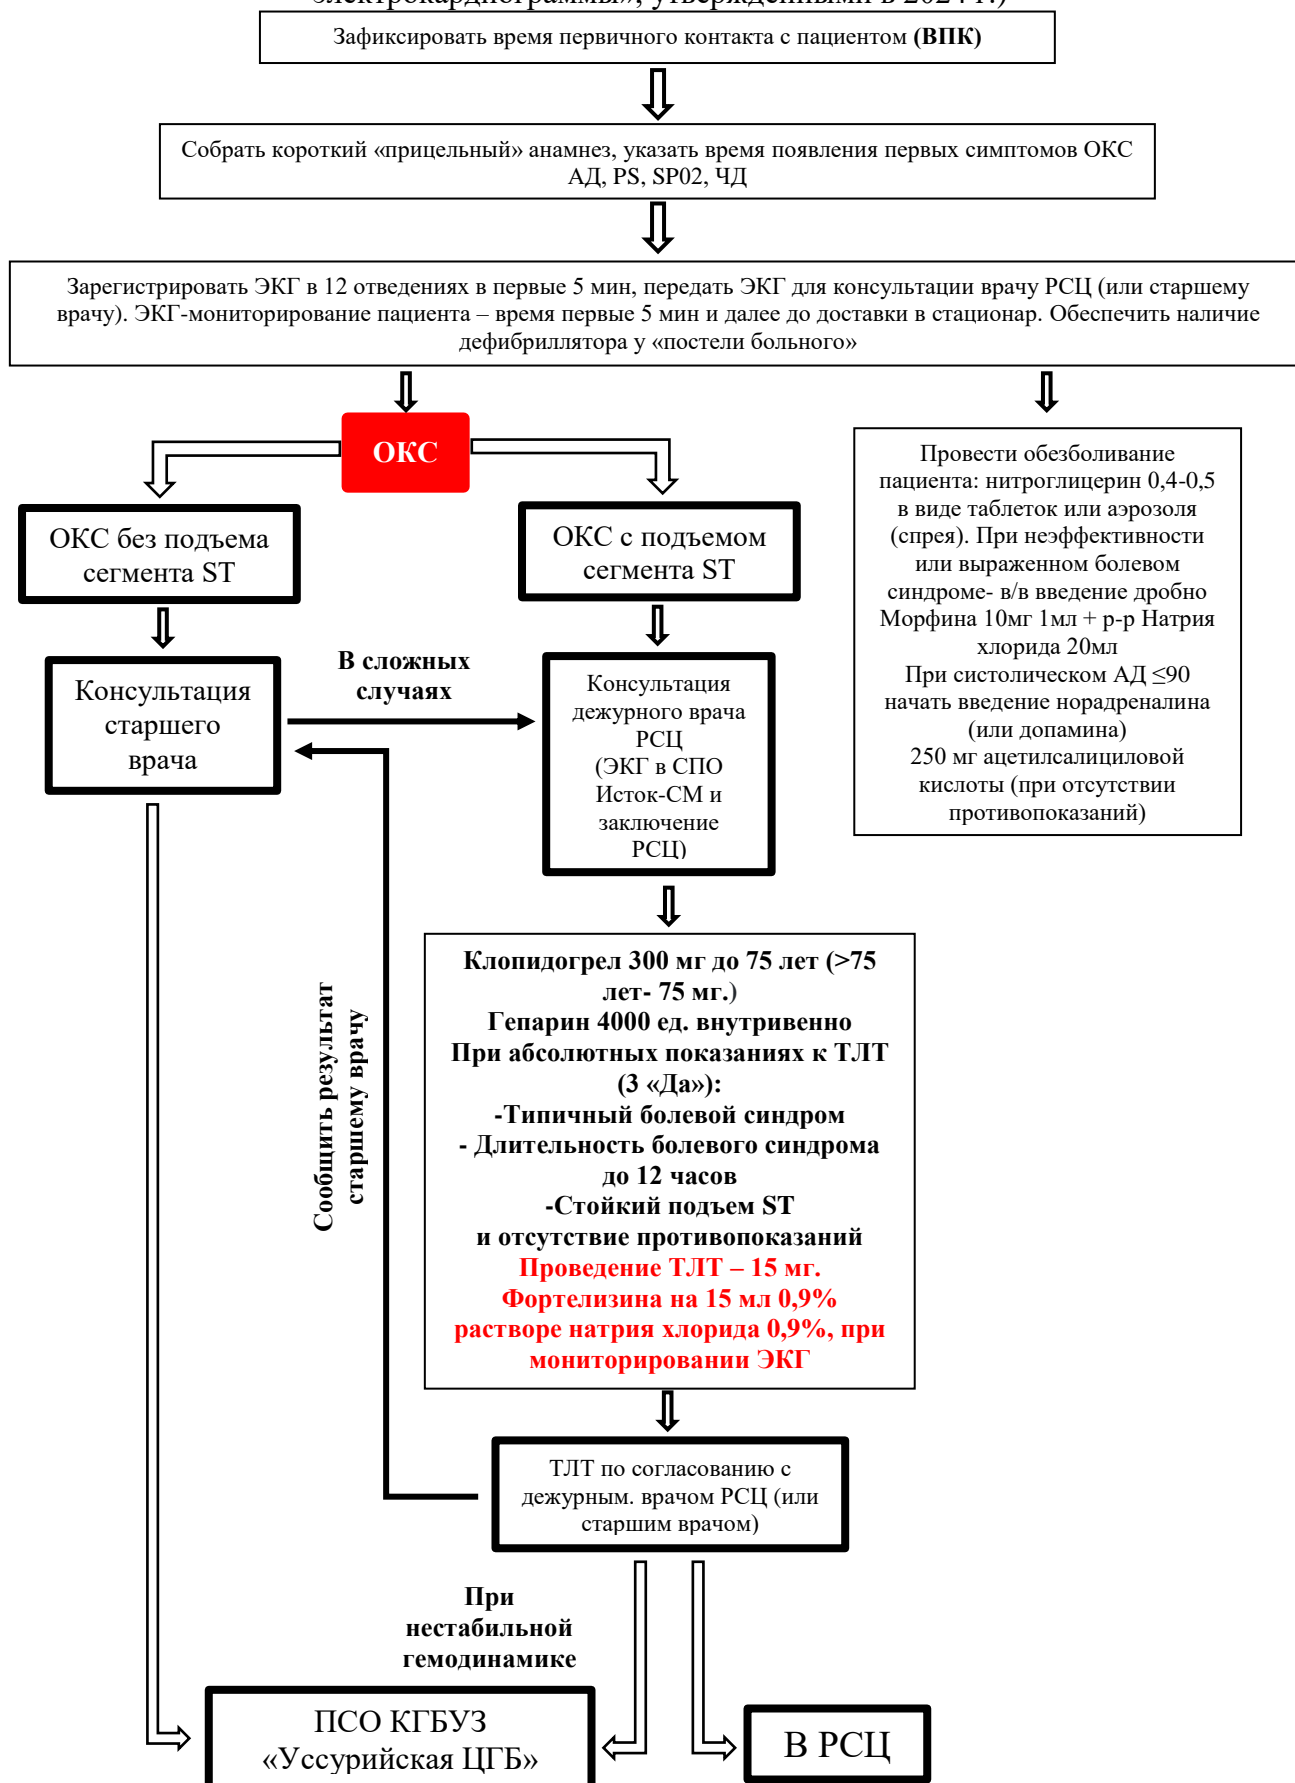 электрокардиограммы», утвержденными в 2024 г.)
Зафиксировать время первичного контакта с пациентом (ВПК)
Собрать короткий «прицельный» анамнез, указать время появления первых симптомов ОКС
АД, PS, SP02, ЧД
Зарегистрировать ЭКГ в 12 отведениях в первые 5 мин, передать ЭКГ для консультации врачу РСЦ (или старшему
врачу). ЭКГ-мониторирование пациента – время первые 5 мин и далее до доставки в стационар. Обеспечить наличие
дефибриллятора у «постели больного»
ОКС
ОКС без подъема
сегмента ST
ОКС с подъемом
сегмента ST
Провести обезболивание
пациента: нитроглицерин 0,4-0,5
в виде таблеток или аэрозоля
(спрея). При неэффективности
или выраженном болевом
синдроме- в/в введение дробно
Морфина 10мг 1мл + р-р Натрия
хлорида 20мл
При систолическом АД ≤90
начать введение норадреналина
(или допамина)
250 мг ацетилсалициловой
кислоты (при отсутствии
противопоказаний)
Консультация
старшего
врача
В сложных
случаях
Консультация
дежурного врача
РСЦ
(ЭКГ в СПО
Исток-СМ и
заключение
РСЦ)
Клопидогрел 300 мг до 75 лет (>75
лет- 75 мг.)
Гепарин 4000 ед. внутривенно
При абсолютных показаниях к ТЛТ
(3 «Да»):
-Типичный болевой синдром
- Длительность болевого синдрома
до 12 часов
-Стойкий подъем ST
и отсутствие противопоказаний
Проведение ТЛТ – 15 мг.
Фортелизина на 15 мл 0,9%
растворе натрия хлорида 0,9%, при
мониторировании ЭКГ
Сообщить результат
старшему врачу
ТЛТ по согласованию с
дежурным. врачом РСЦ (или
старшим врачом)
При
нестабильной
гемодинамике
ПСО КГБУЗ
«Уссурийская ЦГБ»
В РСЦ